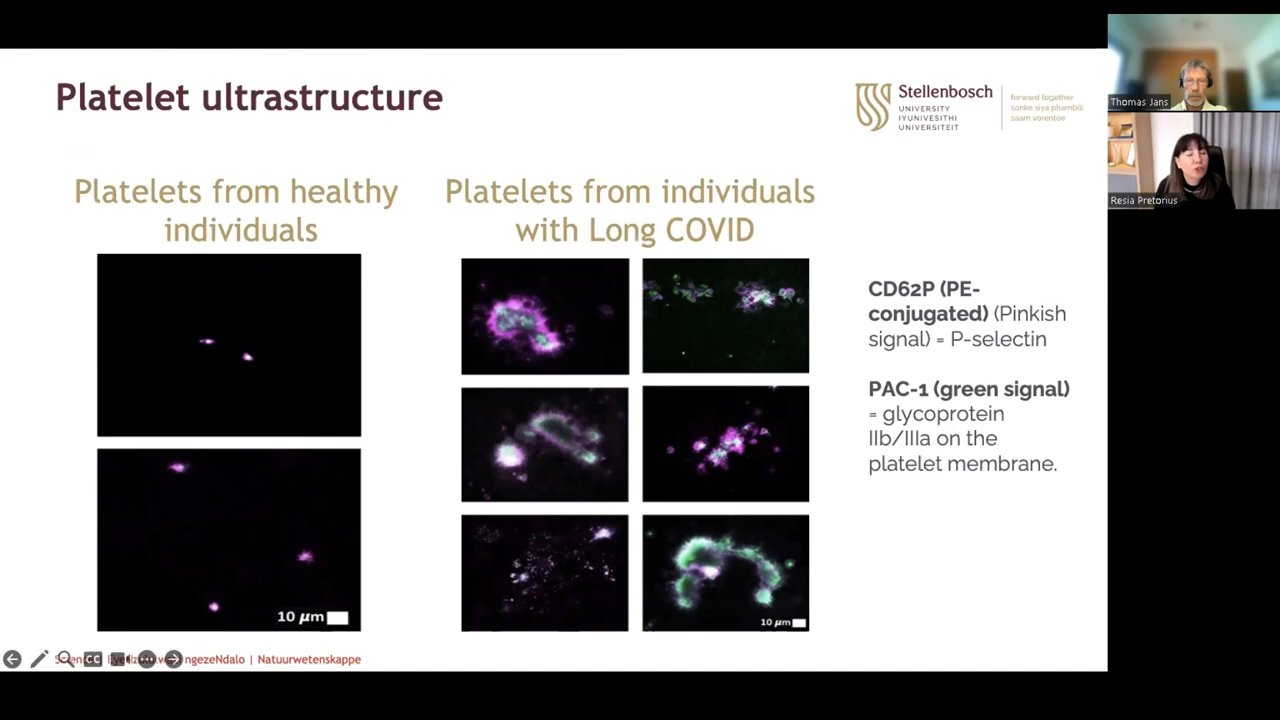 Platelet ultrastructure
Stellenbosch
UNIVERSITY
IYUNIVESITHI
UNIVERSITEIT
forward together
sonke siya phambili
saam vorentoe
Platelets from healthy
individuals
Platelets from individuals
with Long COVID
10 µm
10 µm
CD62P (PE-
conjugated) (Pinkish
signal) = P-selectin
PAC-1 (green signal)
= glycoprotein
IIb/IIIa on the
platelet membrane.
ngezeNdalo | Natuurwetenskappe
CC
Thomas Jans
Resia Pretorius